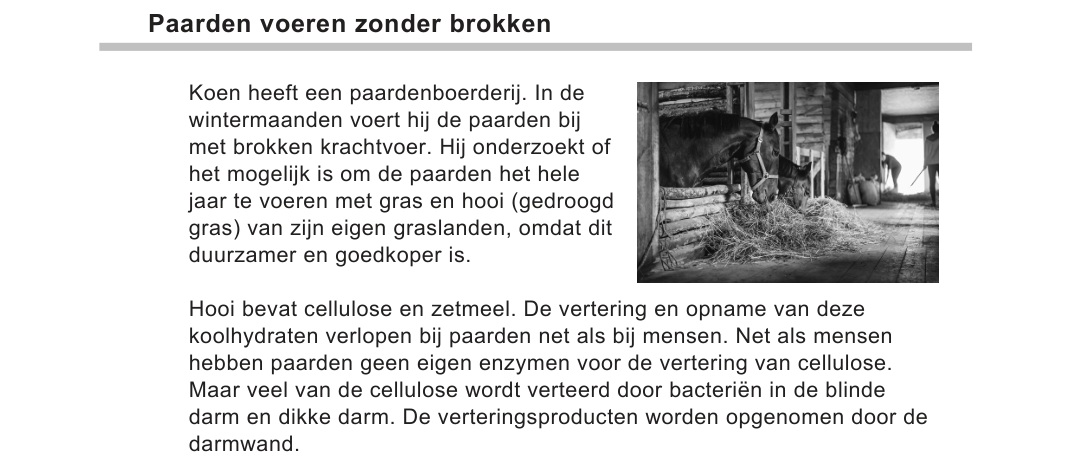 Paarden voeren zonder brokken
Koen heeft een paardenboerderij. In de
wintermaanden voert hij de paarden bij
met brokken krachtvoer. Hij onderzoekt of
het mogelijk is om de paarden het hele
jaar te voeren met gras en hooi (gedroogd
gras) van zijn eigen graslanden, omdat dit
duurzamer en goedkoper is.
Hooi bevat cellulose en zetmeel. De vertering en opname van deze
koolhydraten verlopen bij paarden net als bij mensen. Net als mensen
hebben paarden geen eigen enzymen voor de vertering van cellulose.
Maar veel van de cellulose wordt verteerd door bacteriën in de blinde
darm en dikke darm. De verteringsproducten worden opgenomen door de
darmwand.